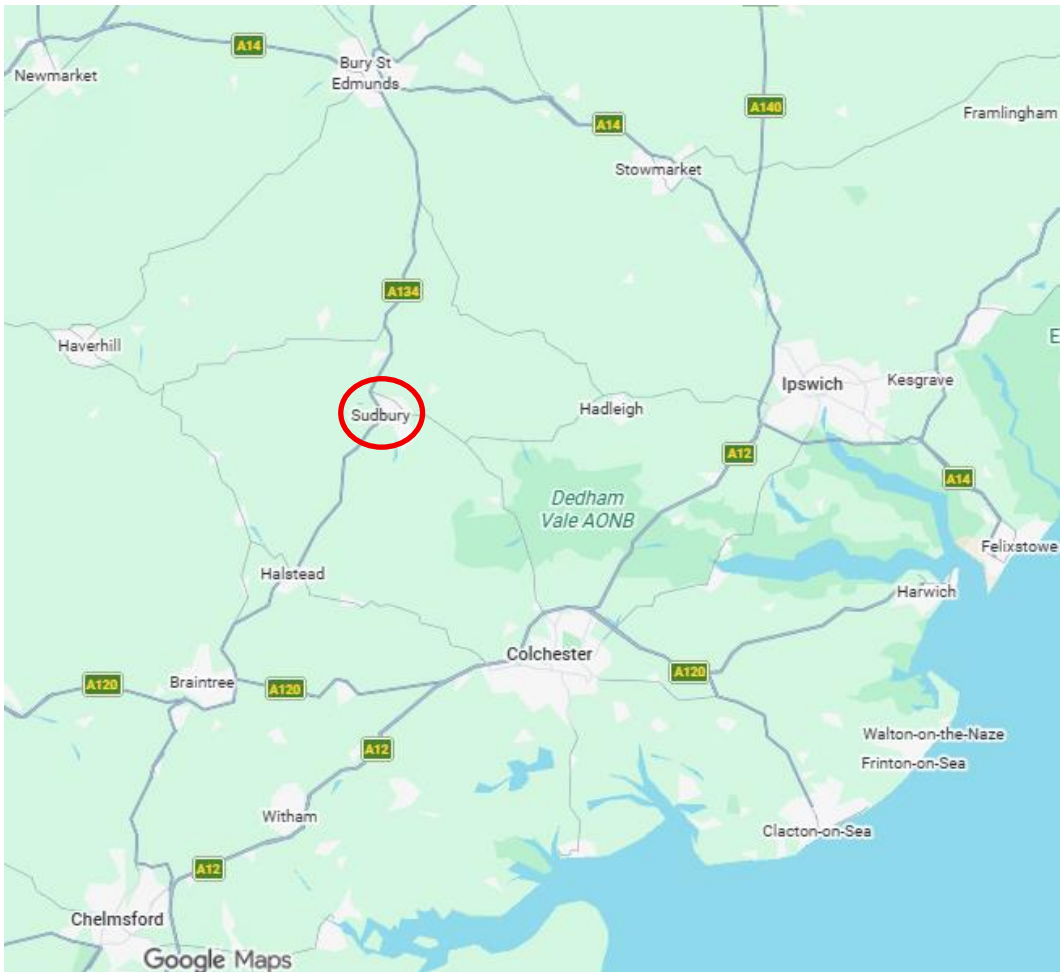 A14
Newmarket
Bury St
Edmunds
A140
Framlingham
A14
Stowmarket
A134
Haverhill
E
Ipswich
Kesgrave
Sudbury
Hadleigh
A12
A14
Dedham
Vale AONB
Felixstowe
Halstead
Harwich
Colchester
A120
Braintree
A120
A120
Walton-on-the-Naze
Frinton-on-Sea
A12
Witham
Clacton-on-Sea
A12
Chelmsford
Google Maps